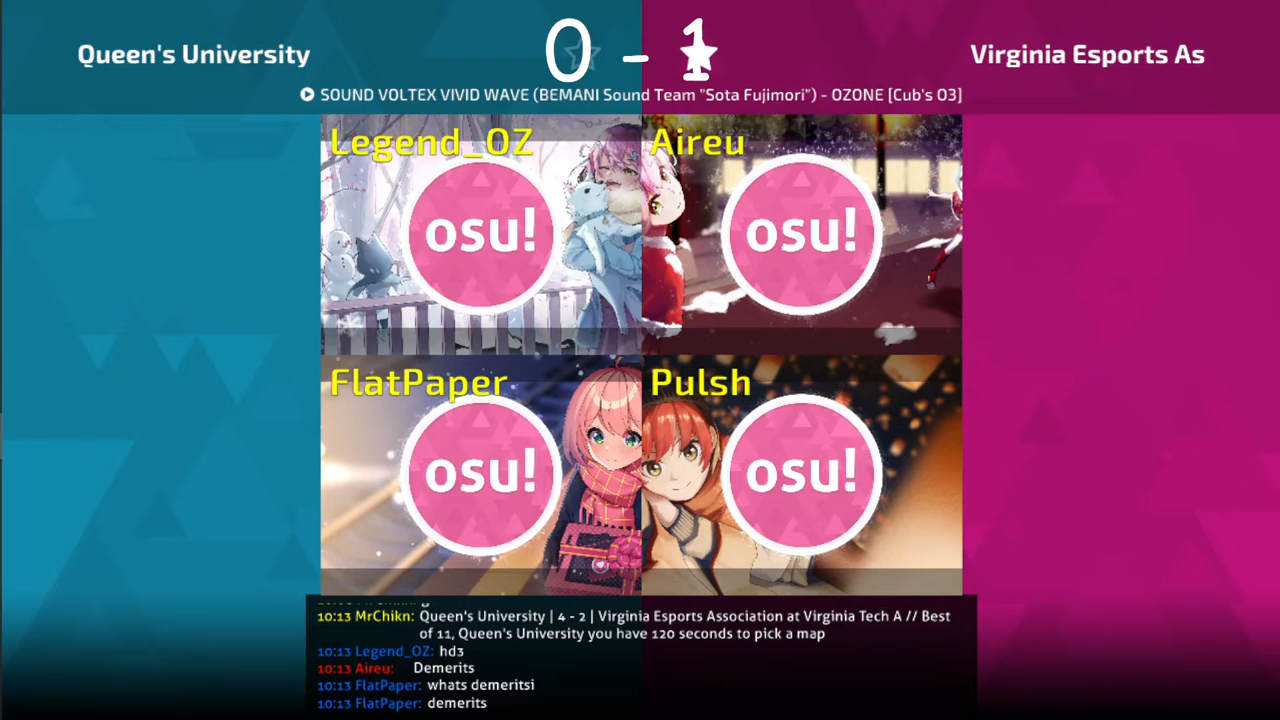 Queen's University
0 - 1
Virginia Esports As
SOUND VOLTEX VIVID WAVE (BEMANI Sound Team "Sota Fujimori") - OZONE [Cub's O3]
Legend_OZ
Aireu
osu!
osu!
FlatPaper
Pulsh
osu!
osu!
10:13 MrChikn: Queen's University | 4 - 2 | Virginia Esports Association at Virginia Tech A // Best
of 11, Queen's University you have 120 seconds to pick a map
10:13 Legend_OZ: hd3
10:13 Aireu: Demerits
10:13 FlatPaper: whats demeritsi
10:13 FlatPaper: demerits